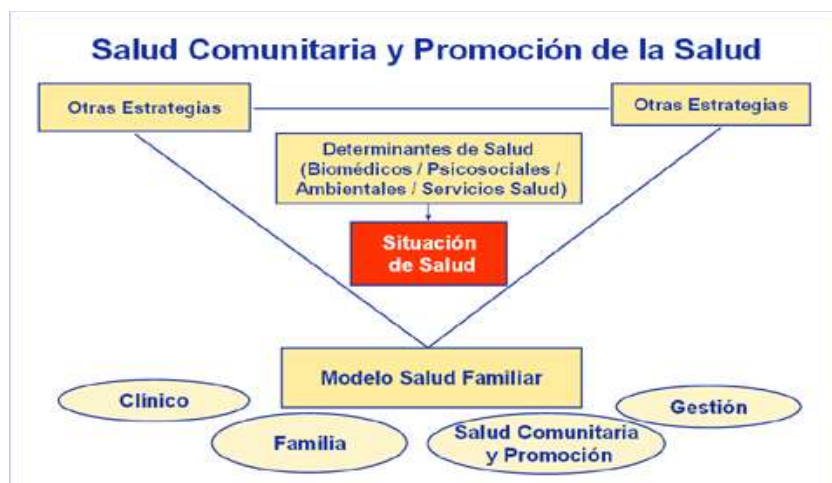 Salud Comunitaria y Promoción de la Salud
Otras Estrategias
Otras Estrategias
Determinantes de Salud
(Biomédicos / Psicosociales /
Ambientales / Servicios Salud)
Situación
de Salud
Modelo Salud Familiar
Clínico
Gestión
Familia
Salud Comunitaria
y Promoción